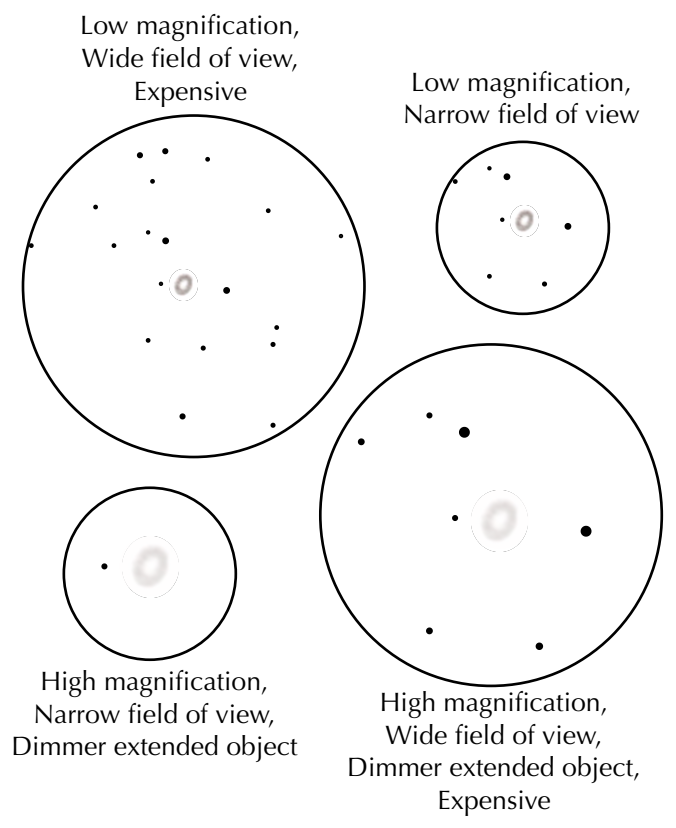 Low magnification,
Wide field of view,
Expensive
Low magnification,
Narrow field of view
High magnification,
Narrow field of view,
Dimmer extended object
High magnification,
Wide field of view,
Dimmer extended object,
Expensive